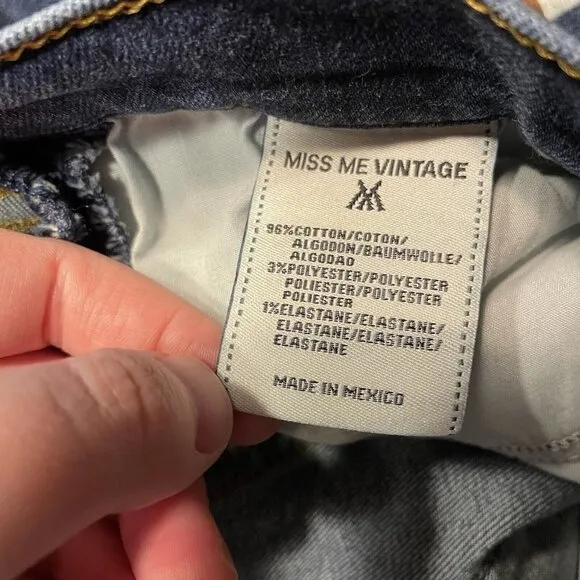 MISS ME VINTAGE
96%COTTON/COTON/
ALGODON/BAUMWOLLE/
ALGODAO
3%POLYESTER/POLYESTER
POLIESTER/POLYESTER
POLIESTER
1%ELASTANE/ELASTANE/
ELASTANE/ELASTANE/
ELASTANE
MADE IN MEXICO